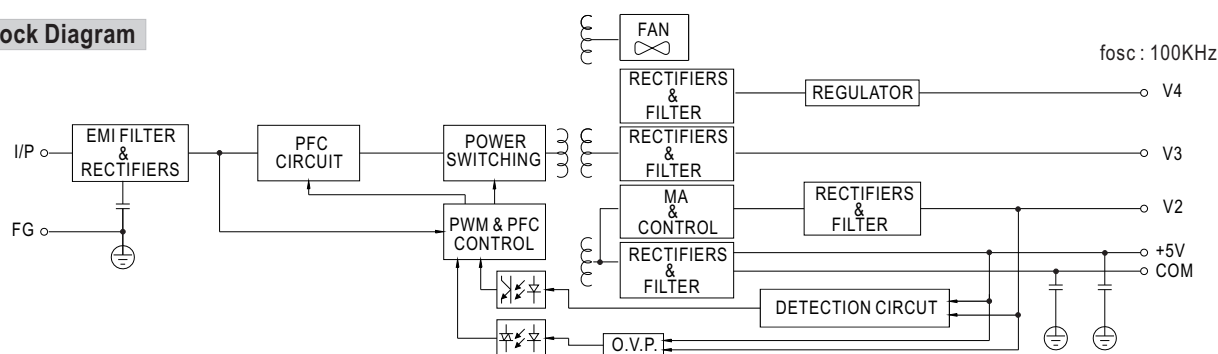 ock Diagram
fosc : 100KHz
FAN
RECTIFIERS
&
FILTER
REGULATOR
V4
I/P
EMI FILTER
&
RECTIFIERS
PFC
CIRCUIT
POWER
SWITCHING
RECTIFIERS
&
FILTER
V3
MA
&
CONTROL
RECTIFIERS
&
FILTER
V2
FG
PWM & PFC
CONTROL
RECTIFIERS
&
FILTER
+5V
COM
DETECTION CIRCUT
O.V.P.